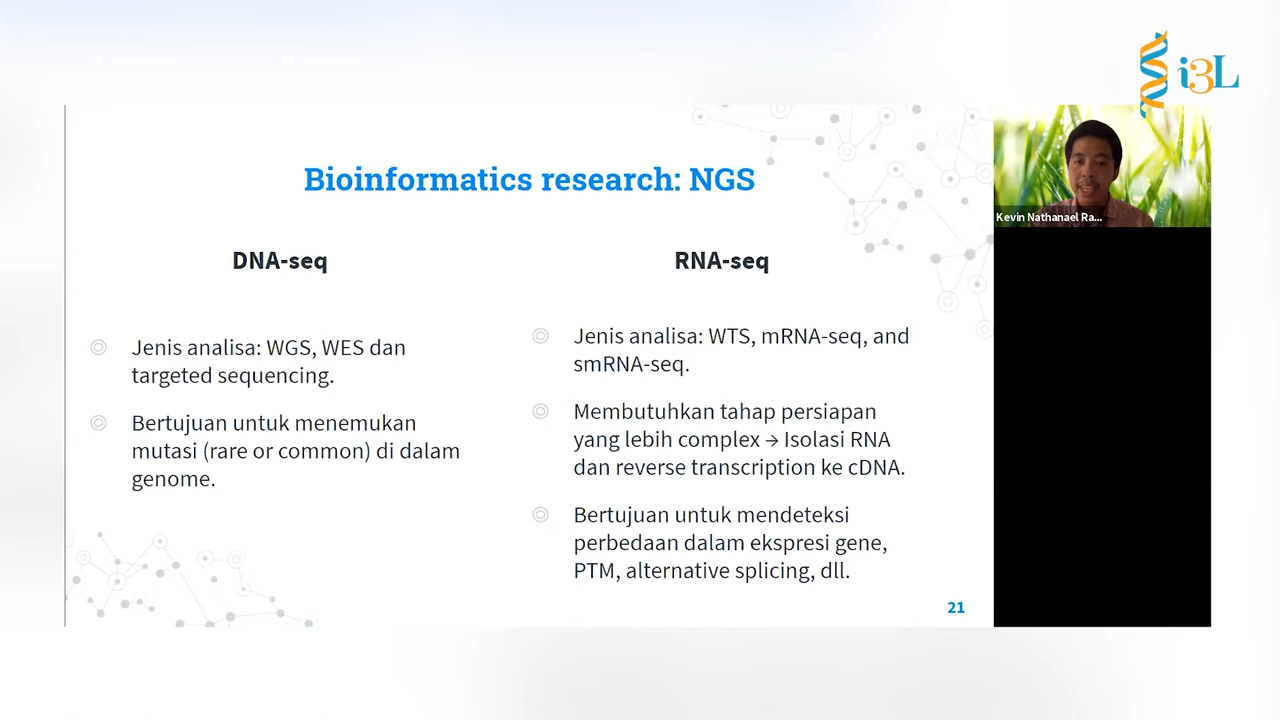 i3L
Bioinformatics research: NGS
Kevin Nathanael Ra...
DNA-seq
Jenis analisa: WGS, WES dan
targeted sequencing.
Bertujuan untuk menemukan
mutasi (rare or common) di dalam
genome.
RNA-seq
Jenis analisa: WTS, mRNA-seq, and
smRNA-seq.
Membutuhkan tahap persiapan
yang lebih complex → Isolasi RNA
dan reverse transcription ke cDNA.
Bertujuan untuk mendeteksi
perbedaan dalam ekspresi gene,
PTM, alternative splicing, dll.
21